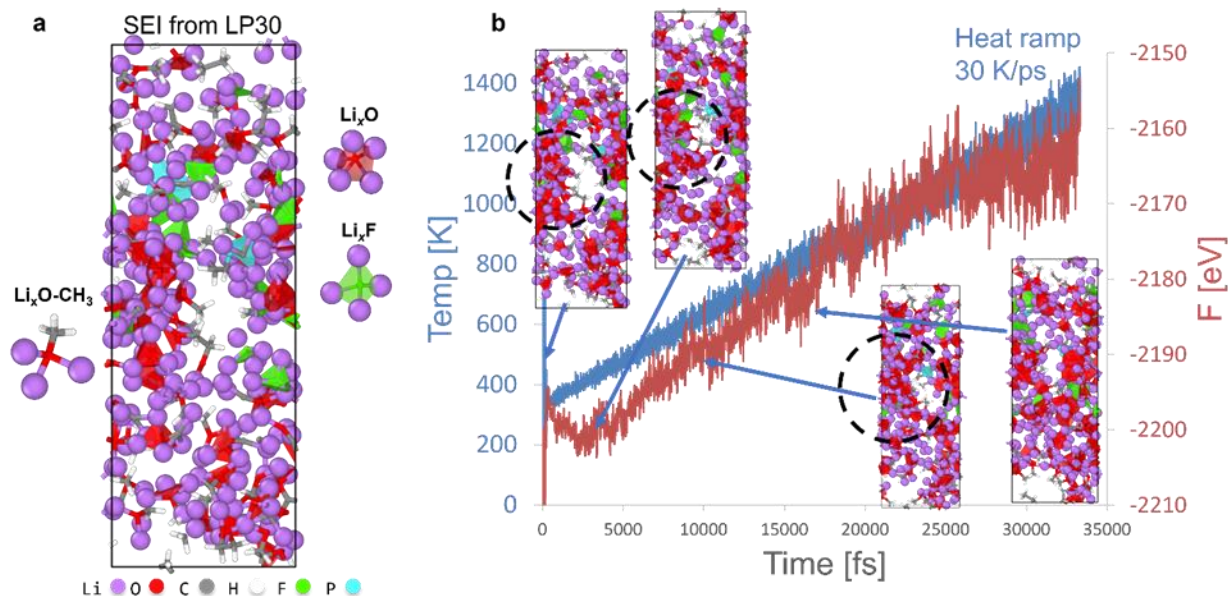 a
SEI from LP30
LiₓO
LiₓF
LiₓO-CH₃
Li O C H F P
b
Heat ramp
30 K/ps
Temp [K]
1400
1200
1000
800
600
400
200
0
0 5000 10000 15000 20000 25000 30000 35000
Time [fs]
-2150
-2160
-2170
-2180
-2190
-2200
-2210
F [eV]